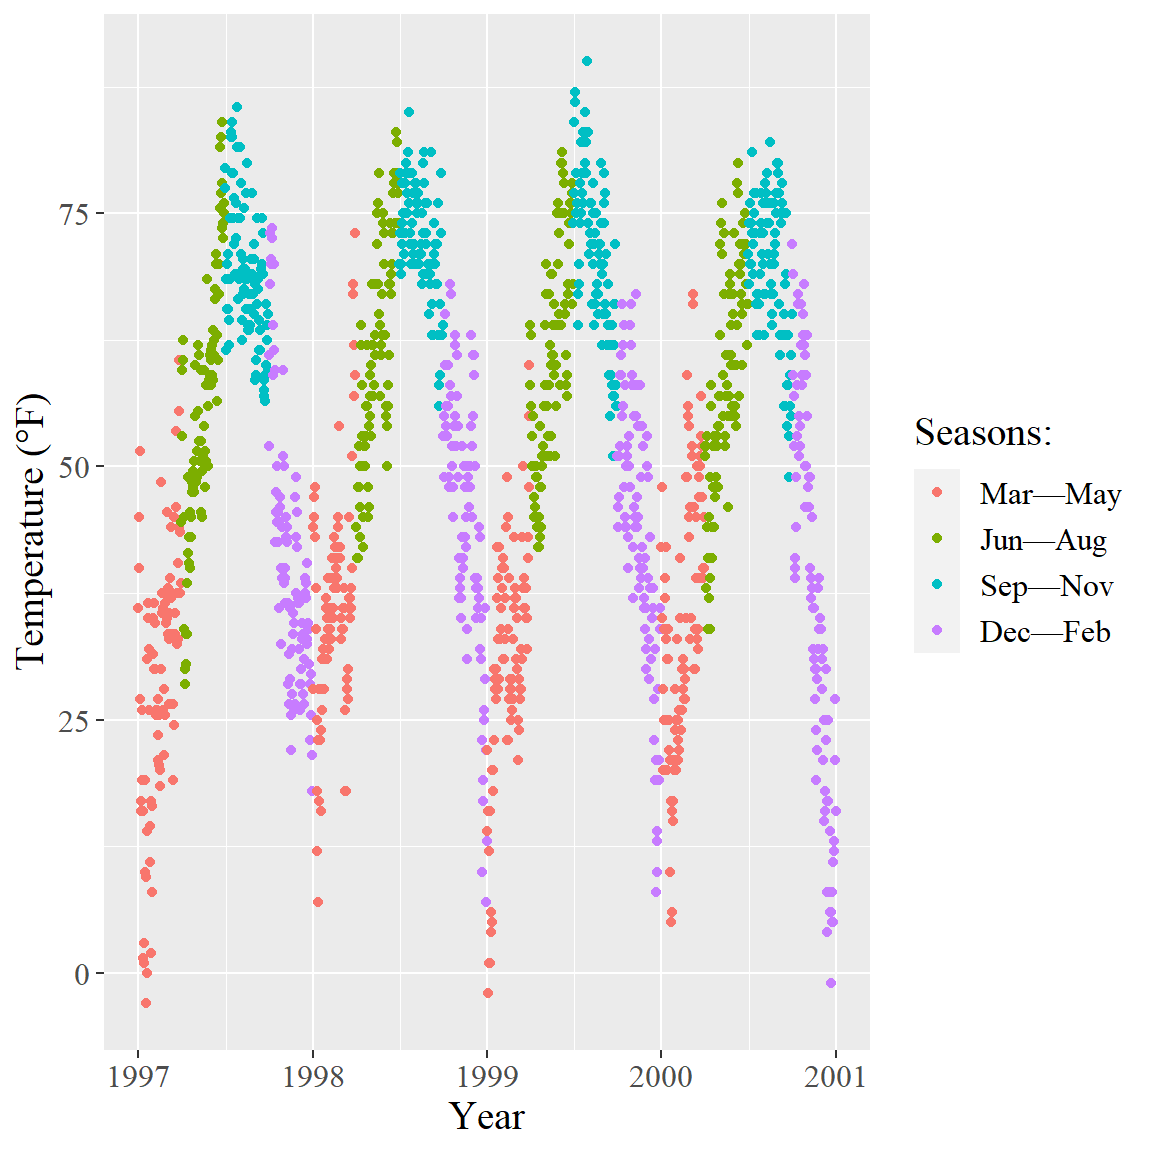 75
50
25
0
Temperature (°F)
1997 1998 1999 2000 2001
Year
Seasons:
Mar—May
Jun—Aug
Sep—Nov
Dec—Feb